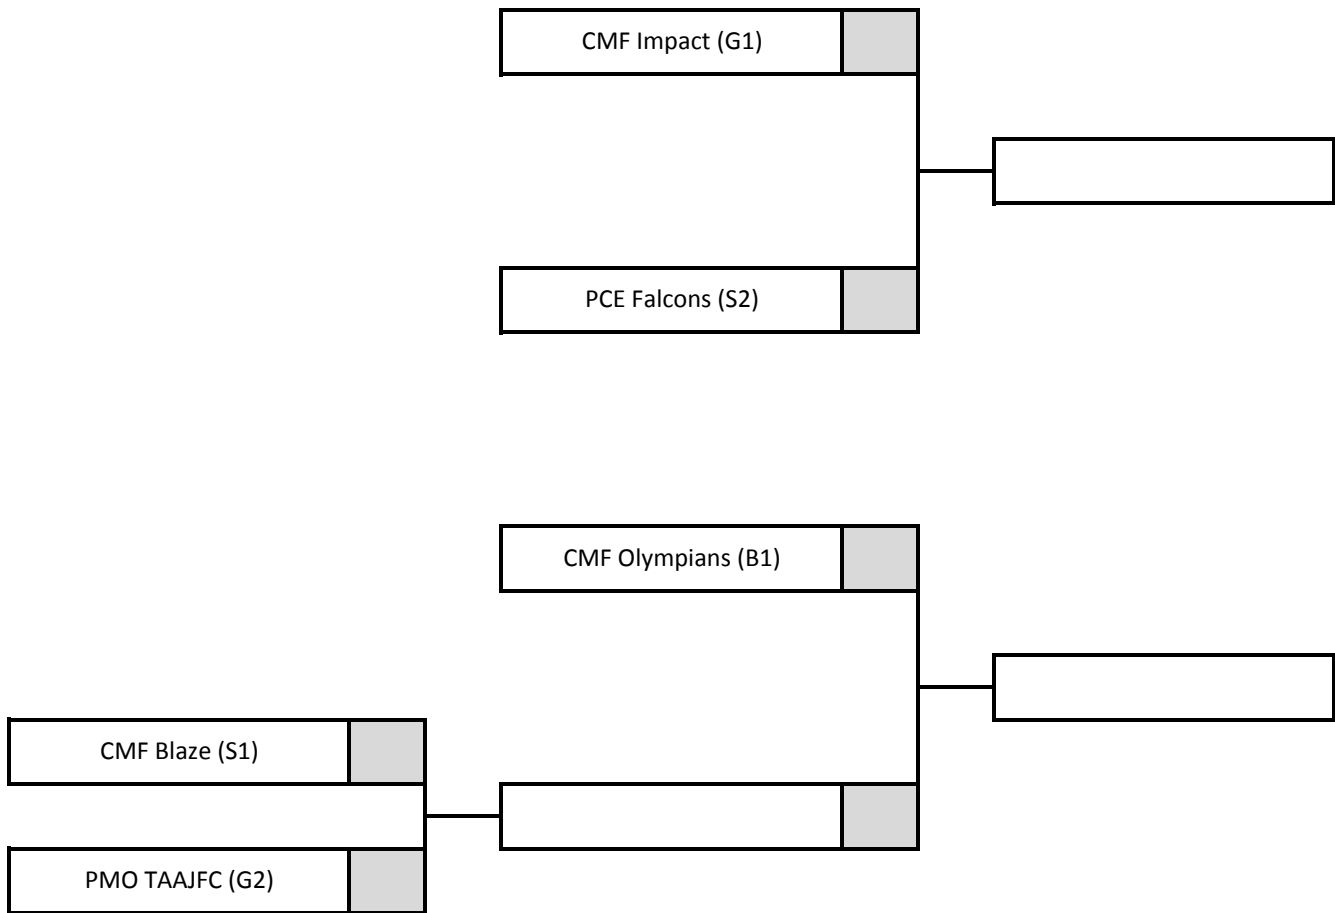 CMF Impact (G1)
PCE Falcons (S2)
CMF Olympians (B1)
CMF Blaze (S1)
PMO TAAJFC (G2)